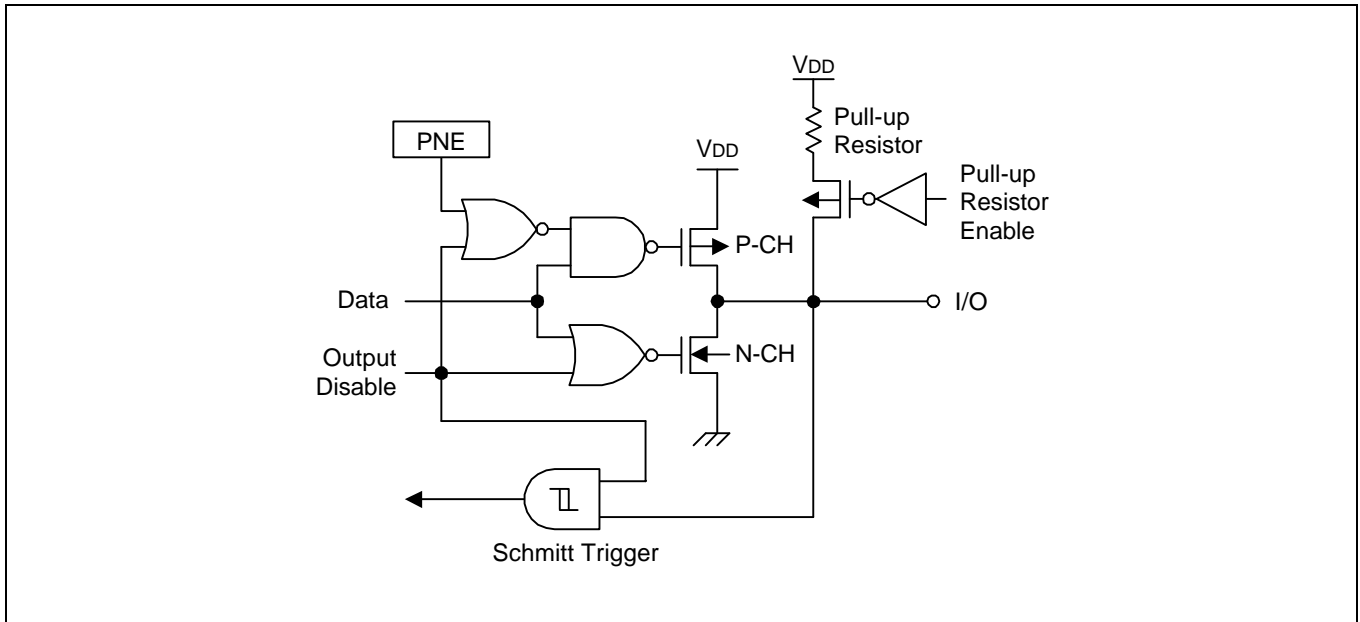 VDD
Pull-up
Resistor
PNE
VDD
Pull-up
Resistor
Enable
P-CH
Data
I/O
Output
Disable
N-CH
Schmitt Trigger